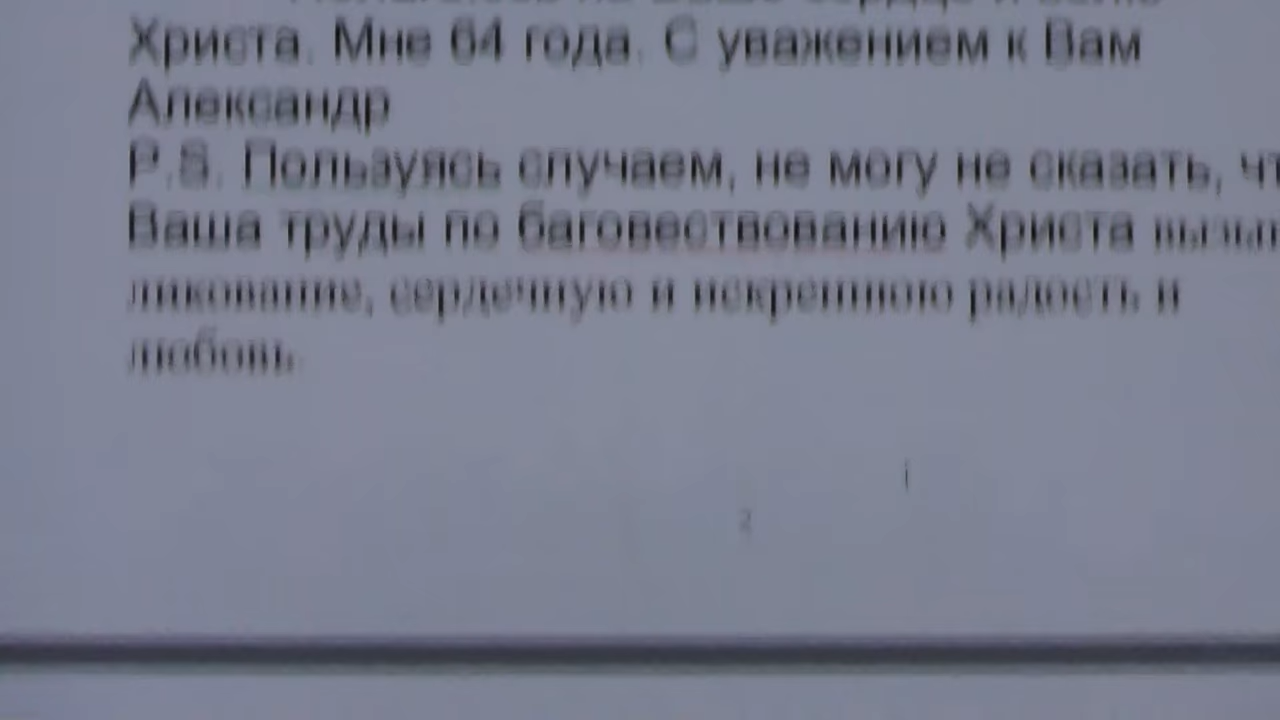 Христа. Мне 64 года. С уважением к Вам
Александр
P.S. Пользуясь случаем, не могу не сказать,
Ваша труды по баговествованию Христа
ликование, сердечную и искреннюю радость и
любовь
2